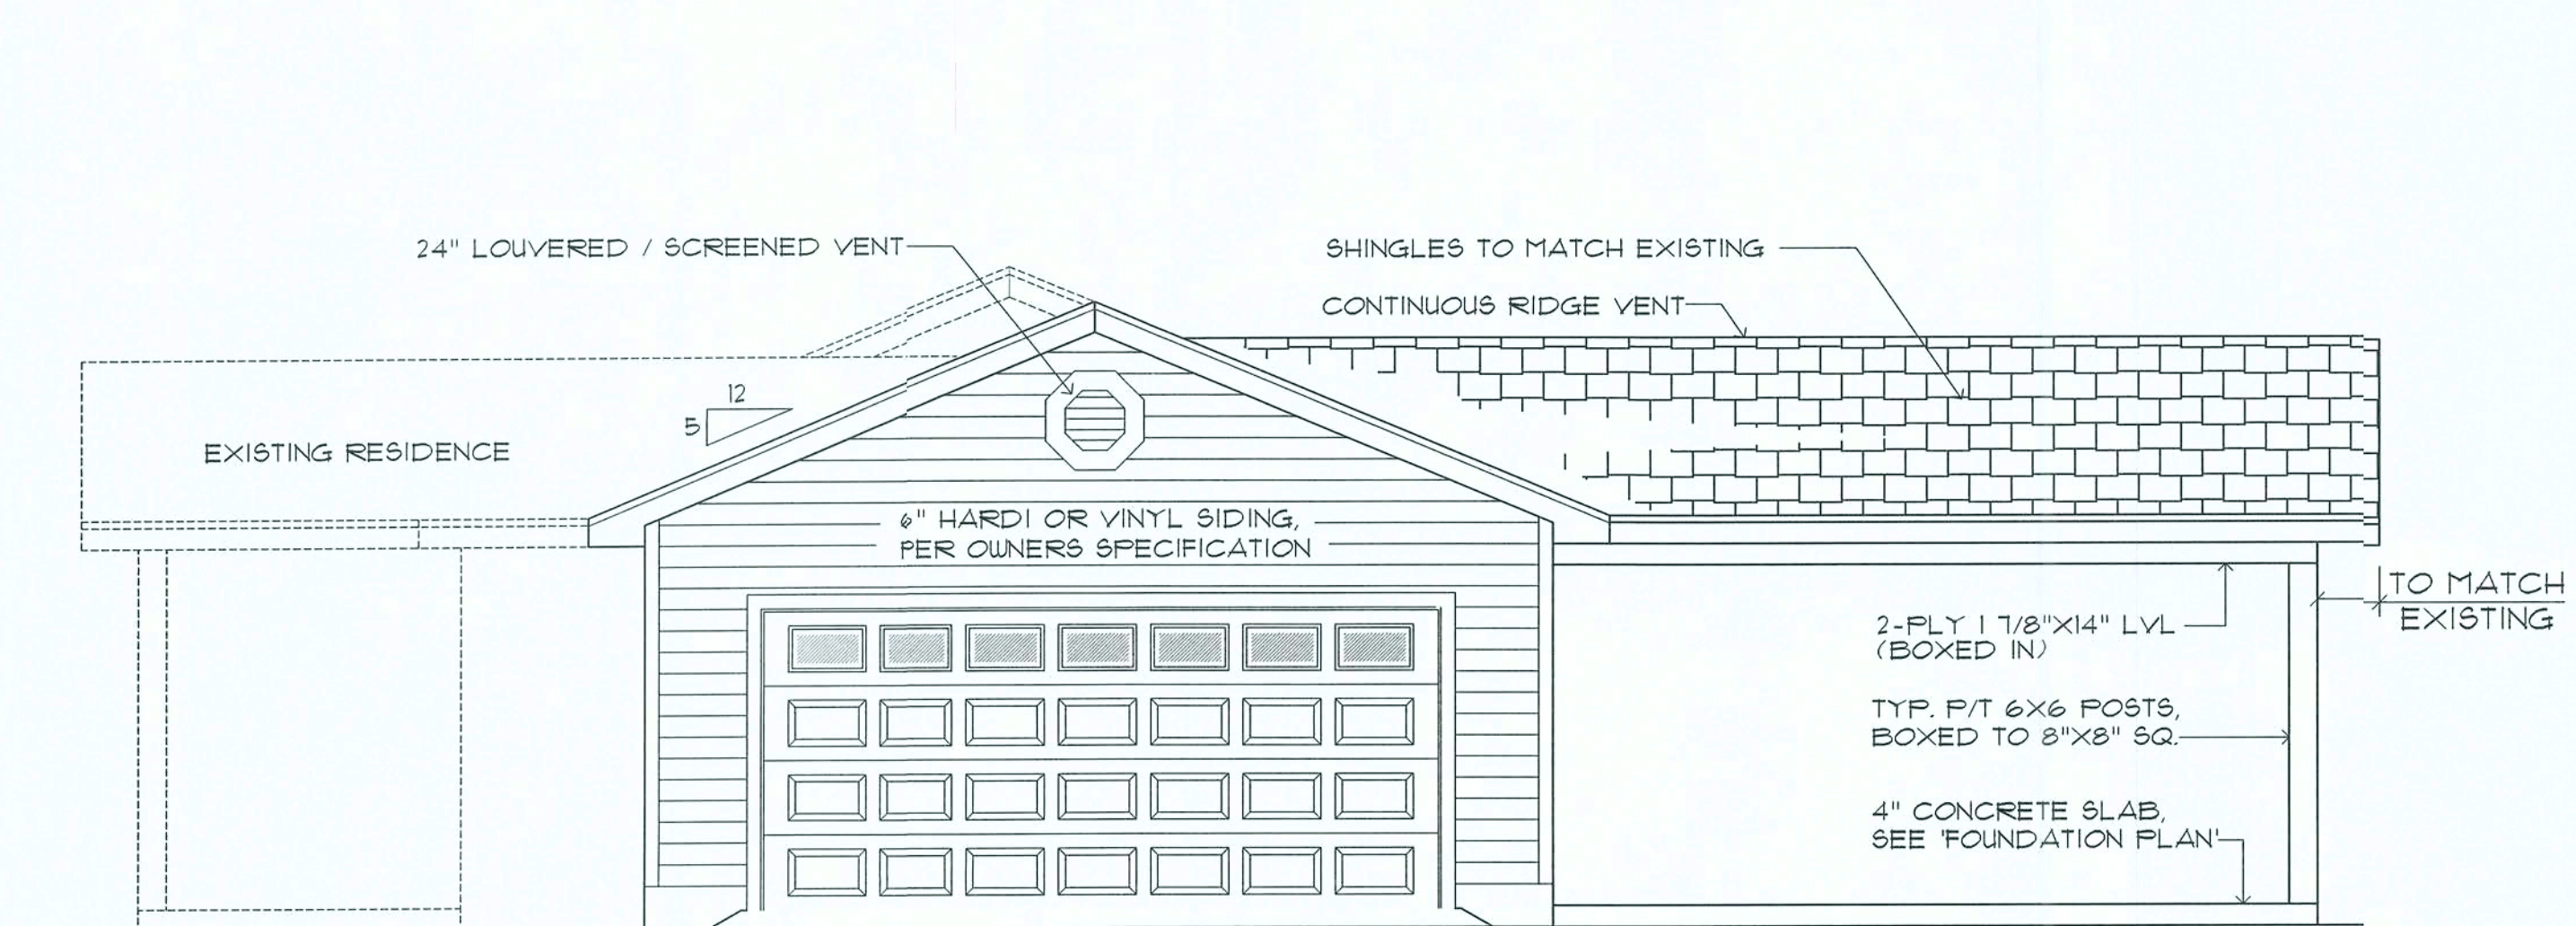 24" LOUVERED / SCREENED VENT
SHINGLES TO MATCH EXISTING
CONTINUOUS RIDGE VENT
12
5
EXISTING RESIDENCE
6" HARDI OR VINYL SIDING,
PER OWNERS SPECIFICATION
TO MATCH
EXISTING
2-PLY 1 7/8"X14" LVL
(BOXED IN)
TYP. P/T 6X6 POSTS,
BOXED TO 8"X8" SQ.
4" CONCRETE SLAB,
SEE 'FOUNDATION PLAN'